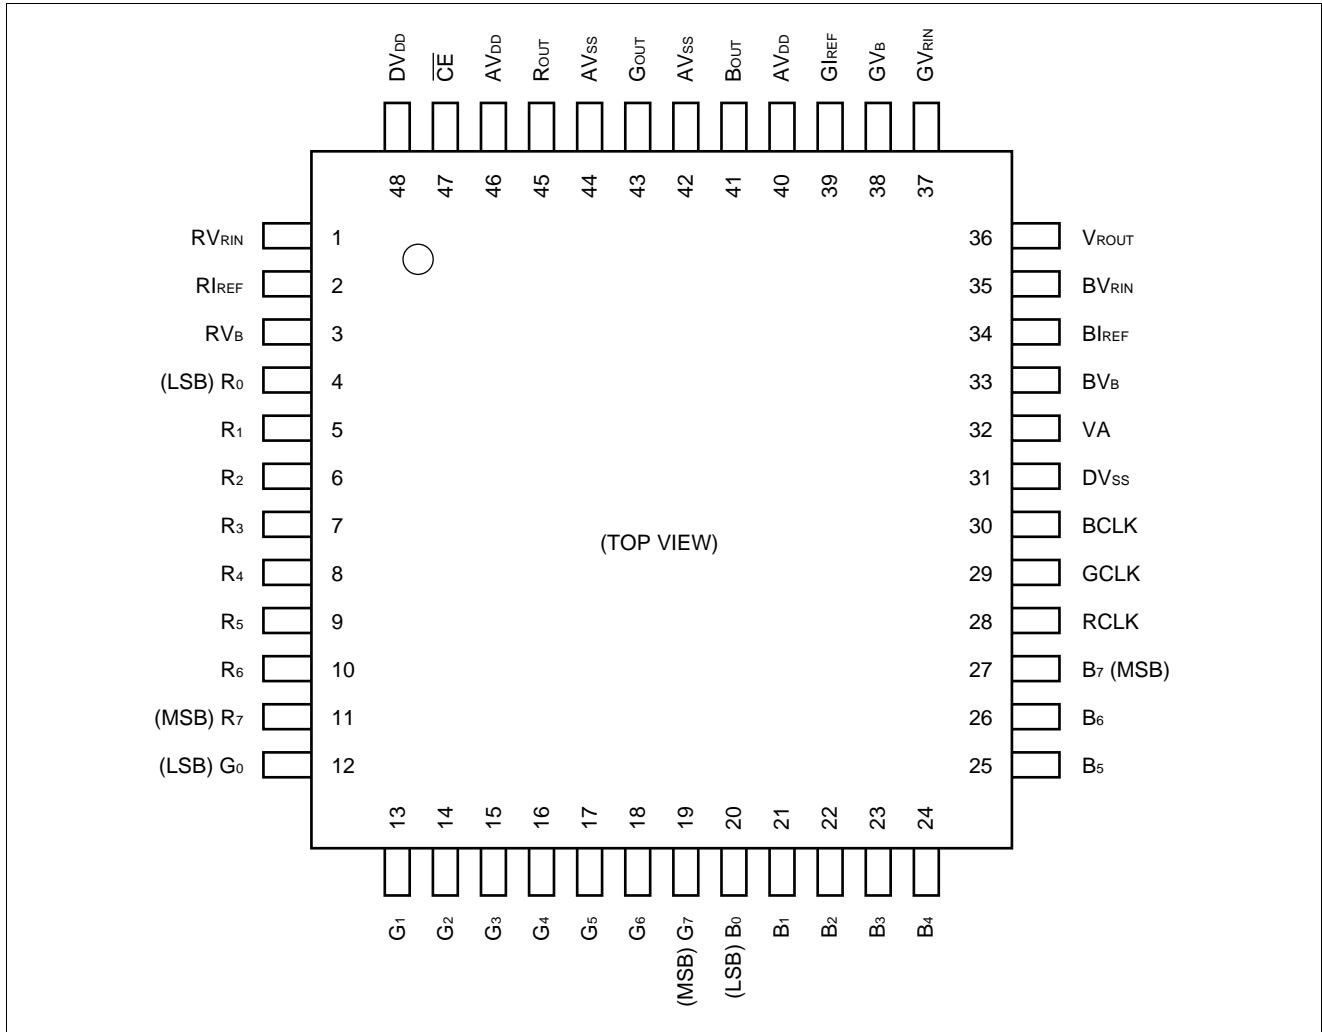 DVDD
CE
AVDD
ROUT
AVSS
GOUT
AVSS
BOUT
AVDD
GIREF
GVB
GVRIN
48 47 46 45 44 43 42 41 40 39 38 37
RVRIN 1 36 VROUT
RIREF 2 35 BVRIN
RVB 3 34 BIREF
(LSB) R0 4 33 BVB
R1 5 32 VA
R2 6 31 DVSS
R3 7 30 BCLK
(TOP VIEW)
R4 8 29 GCLK
R5 9 28 RCLK
R6 10 27 B7 (MSB)
(MSB) R7 11 26 B6
(LSB) G0 12 25 B5
13 14 15 16 17 18 19 20 21 22 23 24
G1
G2
G3
G4
G5
G6
(MSB) G7
(LSB) B0
B1
B2
B3
B4